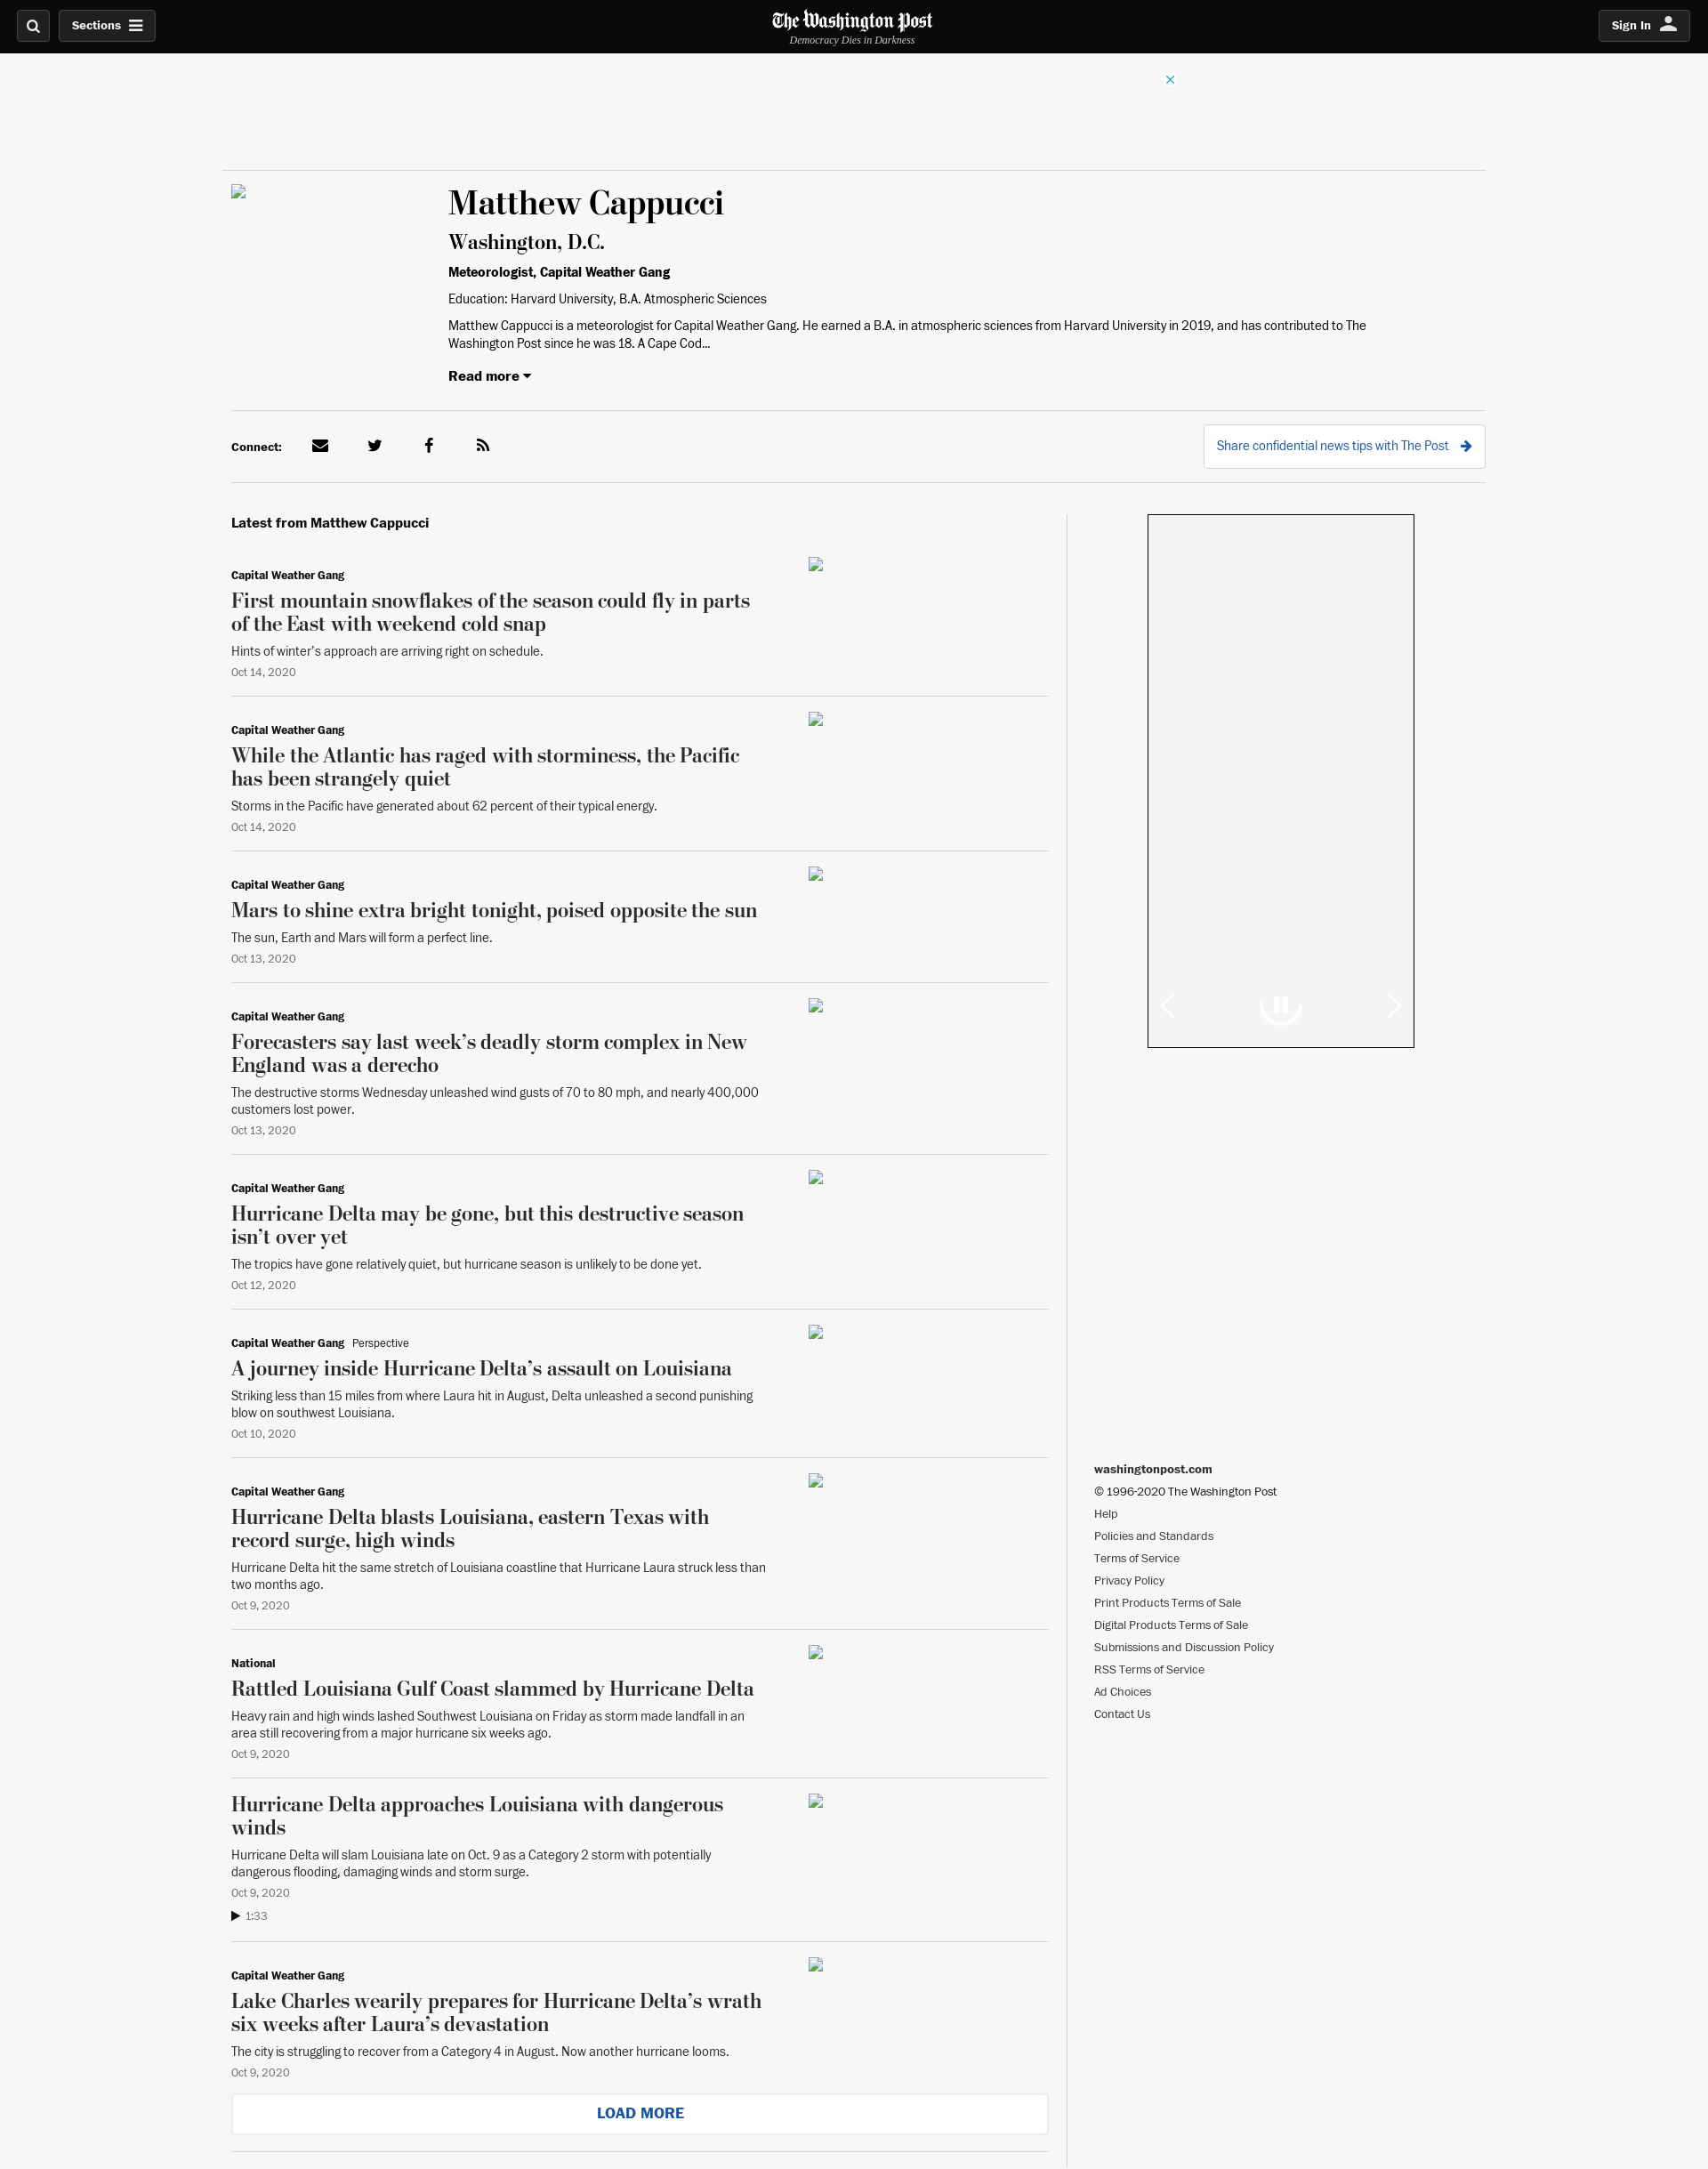 Sections
The Washington Post
Democracy Dies in Darkness
Sign In
Matthew Cappucci
Washington, D.C.
Meteorologist, Capital Weather Gang
Education: Harvard University, B.A. Atmospheric Sciences
Matthew Cappucci is a meteorologist for Capital Weather Gang. He earned a B.A. in atmospheric sciences from Harvard University in 2019, and has contributed to The
Washington Post since he was 18. A Cape Cod...
Read more
Connect:
Share confidential news tips with The Post
Latest from Matthew Cappucci
Capital Weather Gang
First mountain snowflakes of the season could fly in parts
of the East with weekend cold snap
Hints of winter’s approach are arriving right on schedule.
Oct 14, 2020
Capital Weather Gang
While the Atlantic has raged with storminess, the Pacific
has been strangely quiet
Storms in the Pacific have generated about 62 percent of their typical energy.
Oct 14, 2020
Capital Weather Gang
Mars to shine extra bright tonight, poised opposite the sun
The sun, Earth and Mars will form a perfect line.
Oct 13, 2020
Capital Weather Gang
Forecasters say last week’s deadly storm complex in New
England was a derecho
The destructive storms Wednesday unleashed wind gusts of 70 to 80 mph, and nearly 400,000
customers lost power.
Oct 13, 2020
Capital Weather Gang
Hurricane Delta may be gone, but this destructive season
isn’t over yet
The tropics have gone relatively quiet, but hurricane season is unlikely to be done yet.
Oct 12, 2020
Capital Weather Gang Perspective
A journey inside Hurricane Delta’s assault on Louisiana
Striking less than 15 miles from where Laura hit in August, Delta unleashed a second punishing
blow on southwest Louisiana.
Oct 10, 2020
Capital Weather Gang
Hurricane Delta blasts Louisiana, eastern Texas with
record surge, high winds
Hurricane Delta hit the same stretch of Louisiana coastline that Hurricane Laura struck less than
two months ago.
Oct 9, 2020
National
Rattled Louisiana Gulf Coast slammed by Hurricane Delta
Heavy rain and high winds lashed Southwest Louisiana on Friday as storm made landfall in an
area still recovering from a major hurricane six weeks ago.
Oct 9, 2020
Hurricane Delta approaches Louisiana with dangerous
winds
Hurricane Delta will slam Louisiana late on Oct. 9 as a Category 2 storm with potentially
dangerous flooding, damaging winds and storm surge.
Oct 9, 2020
1:33
Capital Weather Gang
Lake Charles wearily prepares for Hurricane Delta’s wrath
six weeks after Laura’s devastation
The city is struggling to recover from a Category 4 in August. Now another hurricane looms.
Oct 9, 2020
LOAD MORE
washingtonpost.com
© 1996-2020 The Washington Post
Help
Policies and Standards
Terms of Service
Privacy Policy
Print Products Terms of Sale
Digital Products Terms of Sale
Submissions and Discussion Policy
RSS Terms of Service
Ad Choices
Contact Us